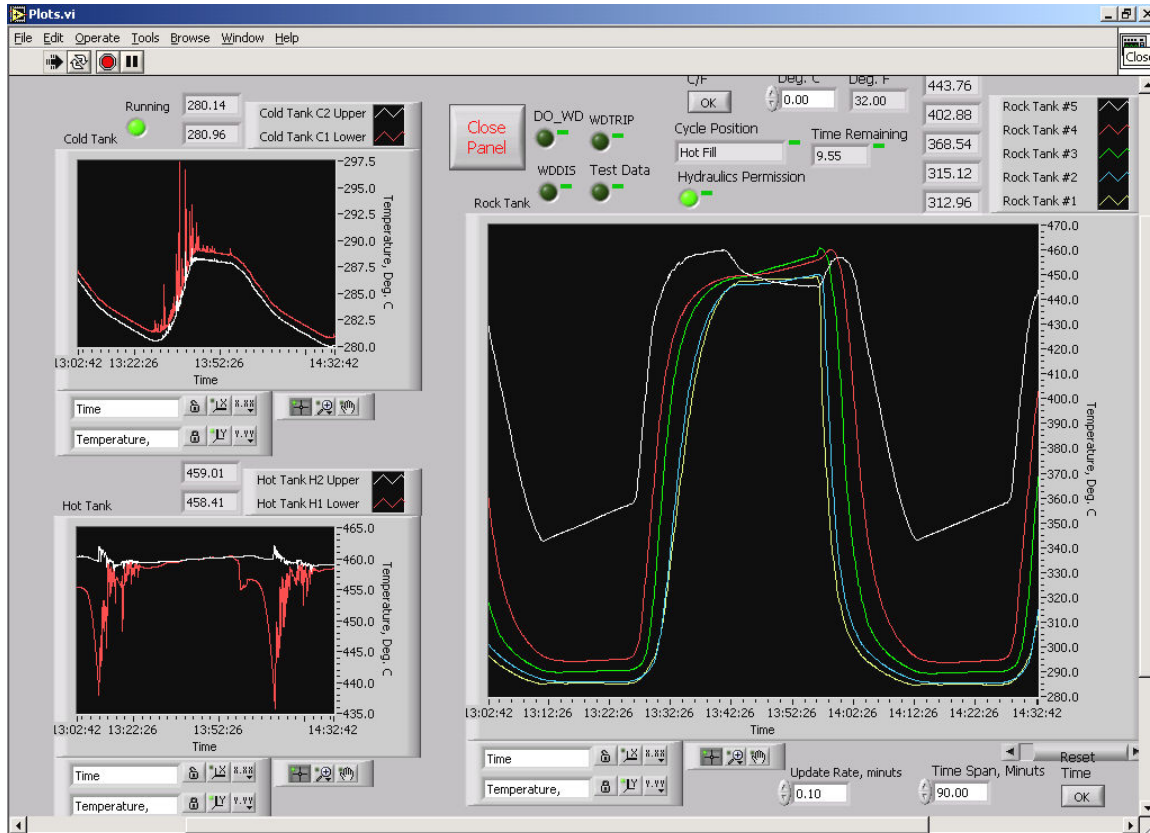 Plots.vi
File Edit Operate Tools Browse Window Help
Close
Running
280.14
280.96
Cold Tank C2 Upper
Cold Tank C1 Lower
Cold Tank
297.5
295.0
292.5
290.0
287.5
285.0
282.5
280.0
Temperature, Deg. C
13:02:42 13:22:26 13:52:26 14:32:42
Time
Time
X.XX
Temperature,
Y.YY
459.01
458.41
Hot Tank H2 Upper
Hot Tank H1 Lower
Hot Tank
465.0
460.0
455.0
450.0
445.0
440.0
435.0
Temperature, Deg. C
13:02:42 13:22:26 13:52:26 14:32:42
Time
Time
X.XX
Temperature,
Y.YY
Close
Panel
DO_WD WDTRIP
WDDIS Test Data
C/F
OK
Deg. C
0.00
Deg. F
32.00
Cycle Position
Hot Fill
Time Remaining
9.55
Hydraulics Permission
443.76
402.88
368.54
315.12
312.96
Rock Tank #5
Rock Tank #4
Rock Tank #3
Rock Tank #2
Rock Tank #1
Rock Tank
470.0
460.0
450.0
440.0
430.0
420.0
410.0
400.0
390.0
380.0
370.0
360.0
350.0
340.0
330.0
320.0
310.0
300.0
290.0
280.0
Temperature, Deg. C
13:02:42 13:12:26 13:22:26 13:32:26 13:42:26 13:52:26 14:02:26 14:12:26 14:22:26 14:32:42
Time
Time
X.XX
Temperature,
Y.YY
Update Rate, minuts
0.10
Time Span, Minuts
90.00
Reset
Time
OK